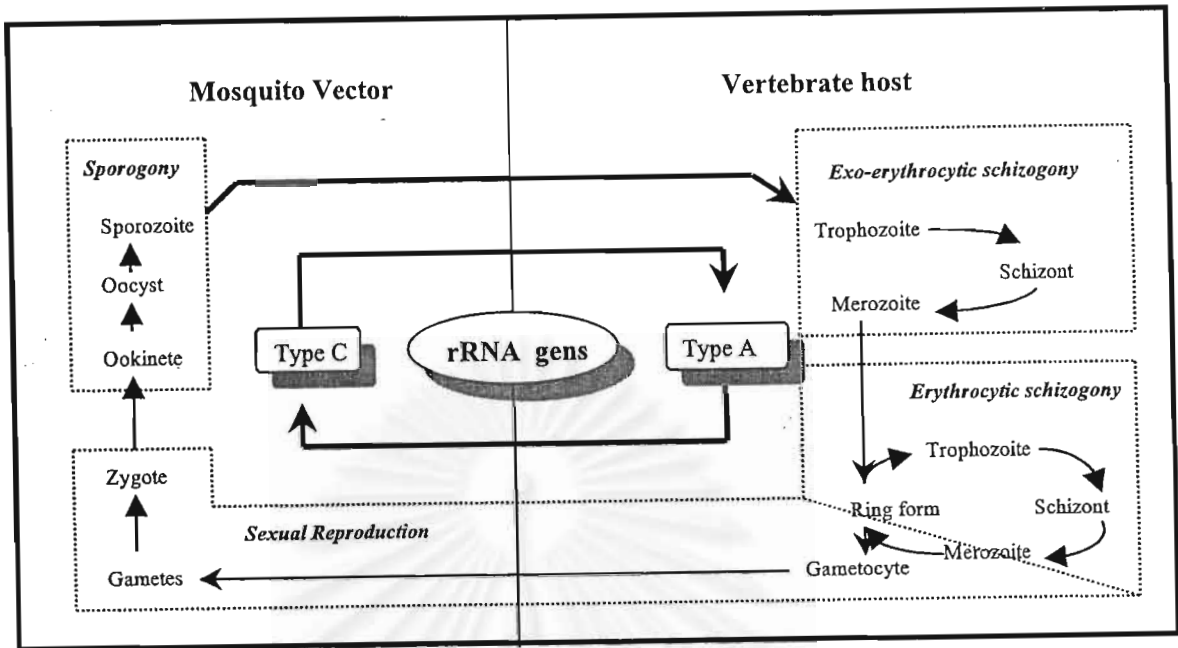 Mosquito Vector
Vertebrate host
Sporogony
Sporozoite
Oocyst
Ookinete
Zygote
Gametes
Sexual Reproduction
Type C
rRNA gens
Type A
Exo-erythrocytic schizogony
Trophozoite
Schizont
Merozoite
Erythrocytic schizogony
Trophozoite
Ring form
Schizont
Merozoite
Gametocyte